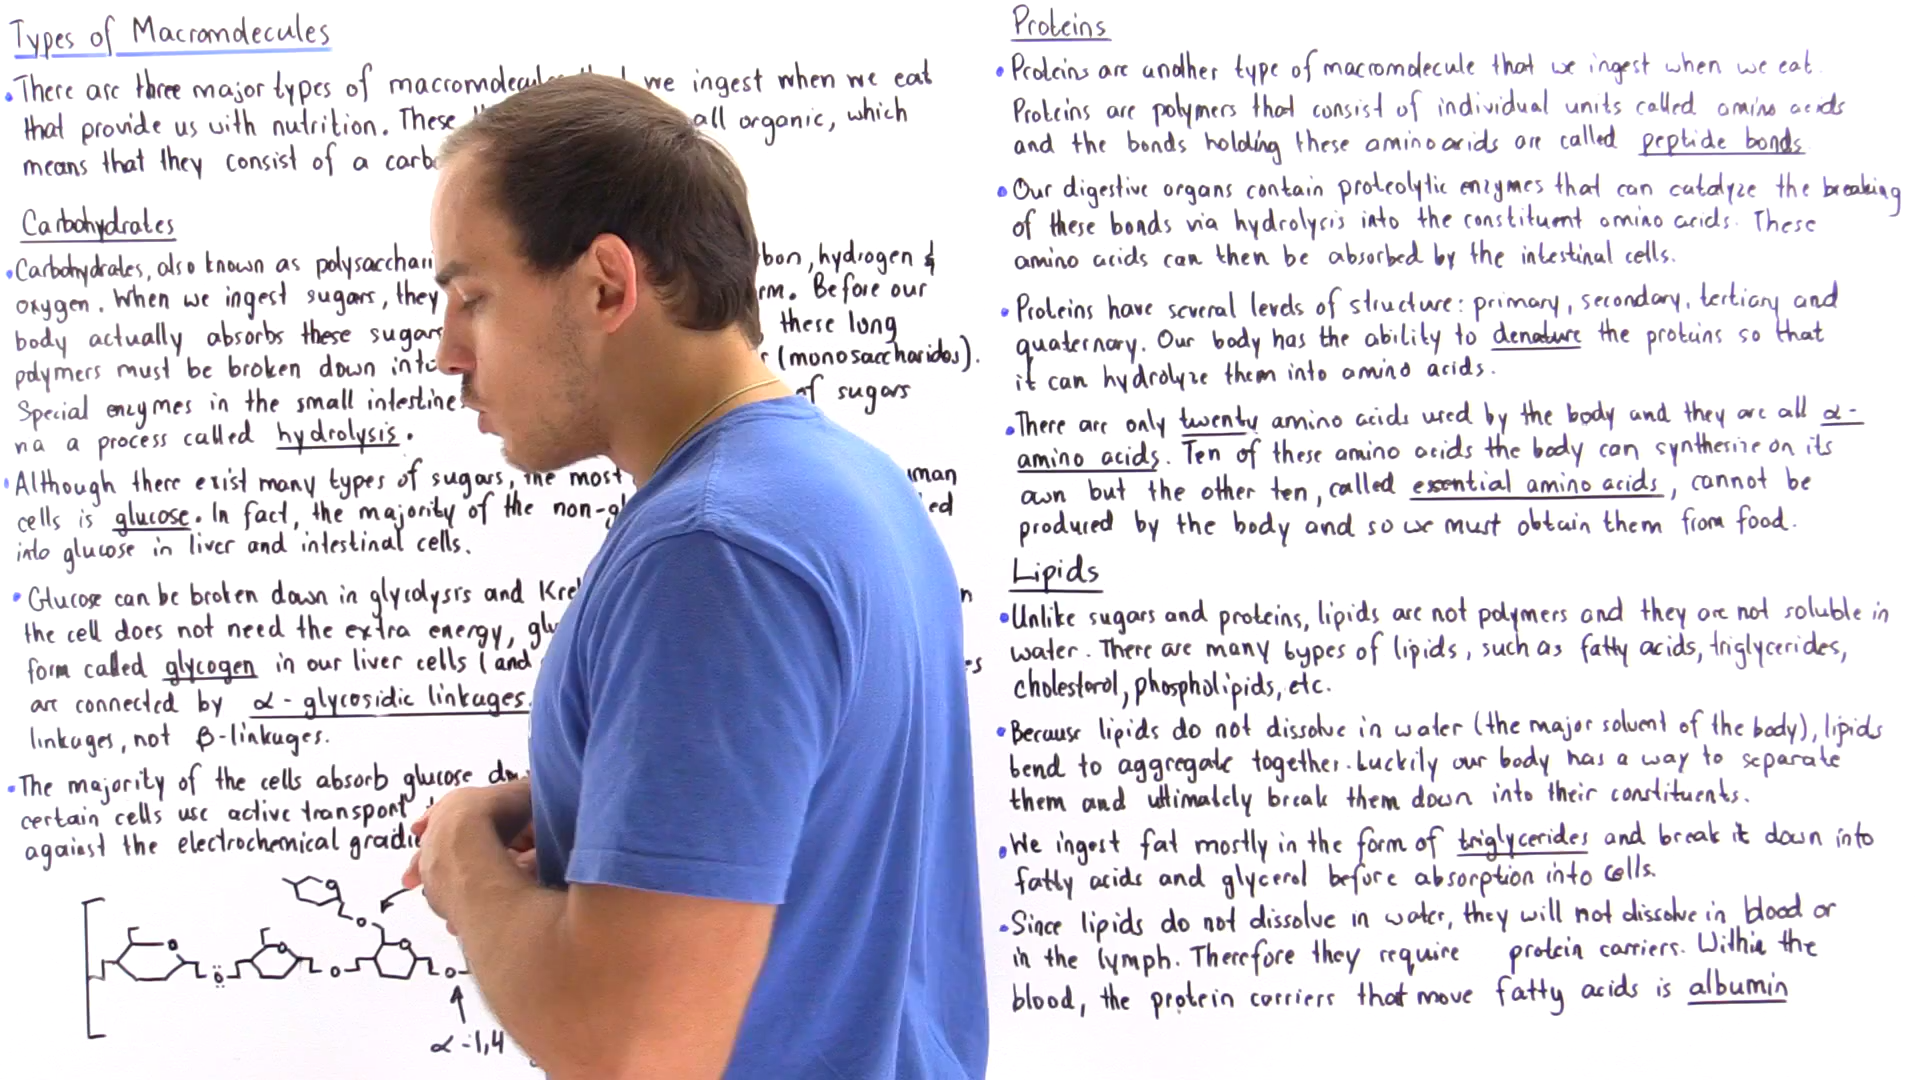 Types of Macromolecules
• There are three major types of macromolecul we ingest when we eat
that provide us with nutrition. These all organic, which
means that they consist of a carb
Carbohydrates
• Carbohydrates, also known as polysacchari bon, hydrogen &
oxygen. When we ingest sugars, they rm. Before our
body actually absorbs these sugars these long
polymers must be broken down into (monosaccharides).
Special enzymes in the small intestine of sugars
via a process called hydrolysis.
• Although there exist many types of sugars, the most uman
cells is glucose. In fact, the majority of the non-g ed
into glucose in liver and intestinal cells.
• Glucose can be broken down in glycolysis and Kre n
the cell does not need the extra energy, glu
form called glycogen in our liver cells (and es
are connected by α-glycosidic linkages.
linkages, not β-linkages.
• The majority of the cells absorb glucose do
certain cells use active transport
against the electrochemical gradie
O
O
O O
O Ö O O
α-1,4
Proteins
• Proteins are another type of macromolecule that we ingest when we eat.
Proteins are polymers that consist of individual units called amino acids
and the bonds holding these amino acids are called peptide bonds
• Our digestive organs contain proteolytic enzymes that can catalyze the breaking
of these bonds via hydrolysis into the constituent amino acids. These
amino acids can then be absorbed by the intestinal cells.
• Proteins have several levels of structure: primary, secondary, tertiary and
quaternary. Our body has the ability to denature the proteins so that
it can hydrolyze them into amino acids.
• There are only twenty amino acids used by the body and they are all α-
amino acids. Ten of these amino acids the body can synthesize on its
own but the other ten, called essential amino acids, cannot be
produced by the body and so we must obtain them from food.
Lipids
• Unlike sugars and proteins, lipids are not polymers and they are not soluble in
water. There are many types of lipids, such as fatty acids, triglycerides,
cholesterol, phospholipids, etc.
• Because lipids do not dissolve in water (the major solvent of the body), lipids
tend to aggregate together. Luckily our body has a way to separate
them and ultimately break them down into their constituents.
• We ingest fat mostly in the form of triglycerides and break it down into
fatty acids and glycerol before absorption into cells.
• Since lipids do not dissolve in water, they will not dissolve in blood or
in the lymph. Therefore they require protein carriers. Within the
blood, the protein carriers that move fatty acids is albumin